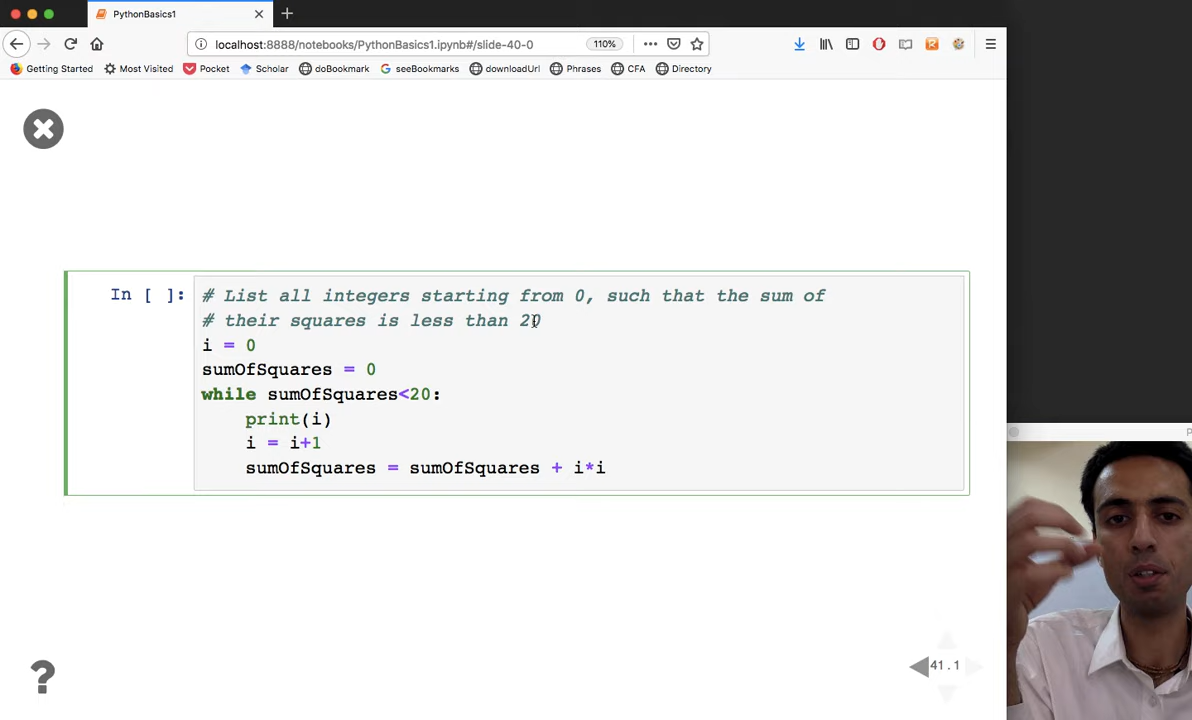 PythonBasics1
localhost:8888/notebooks/PythonBasics1.ipynb#/slide-40-0
110%
Getting Started Most Visited Pocket Scholar doBookmark seeBookmarks downloadUrl Phrases CFA Directory
In [ ]:
# List all integers starting from 0, such that the sum of
# their squares is less than 20
i = 0
sumOfSquares = 0
while sumOfSquares<20:
    print(i)
    i = i+1
    sumOfSquares = sumOfSquares + i*i
?
41.1